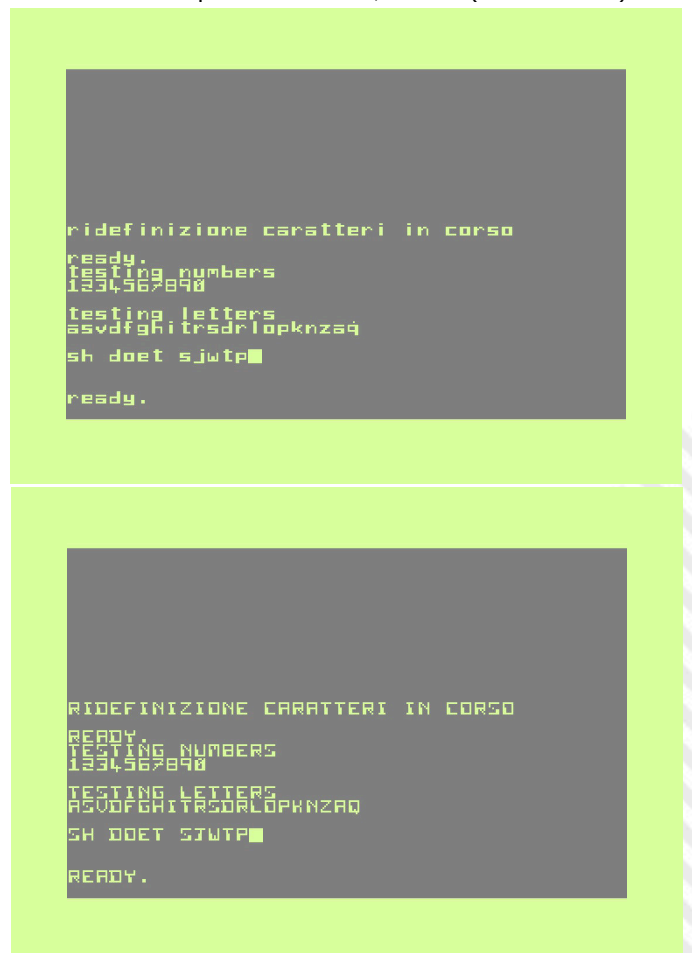 ridefinizione caratteri in corso
ready.
testing numbers
1234567890
testing letters
asvdfghitrsdrlopknzaq
sh doet sjwtp
ready.
RIDEFINIZIONE CARATTERI IN CORSO
READY.
TESTING NUMBERS
1234567890
TESTING LETTERS
ASVDFGHITRSDRLOPKNZAQ
SH DOET SJWTP
READY.